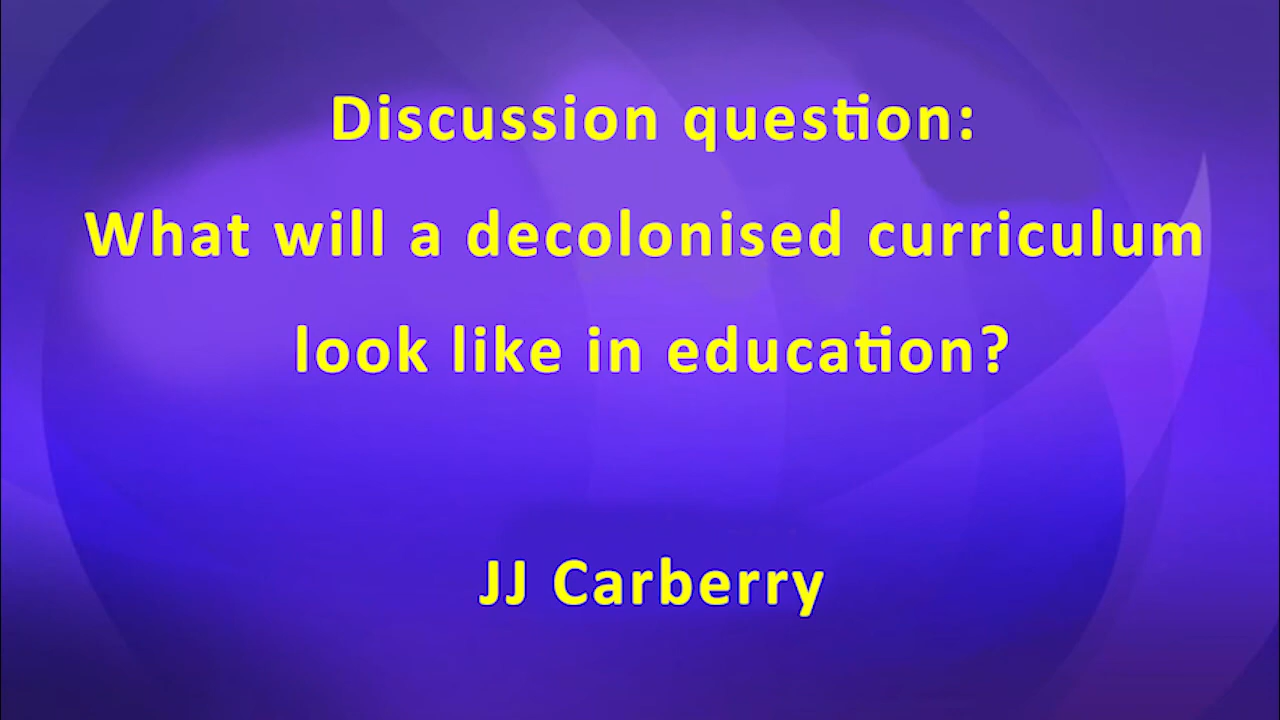 Discussion question:
What will a decolonised curriculum
look like in education?
JJ Carberry